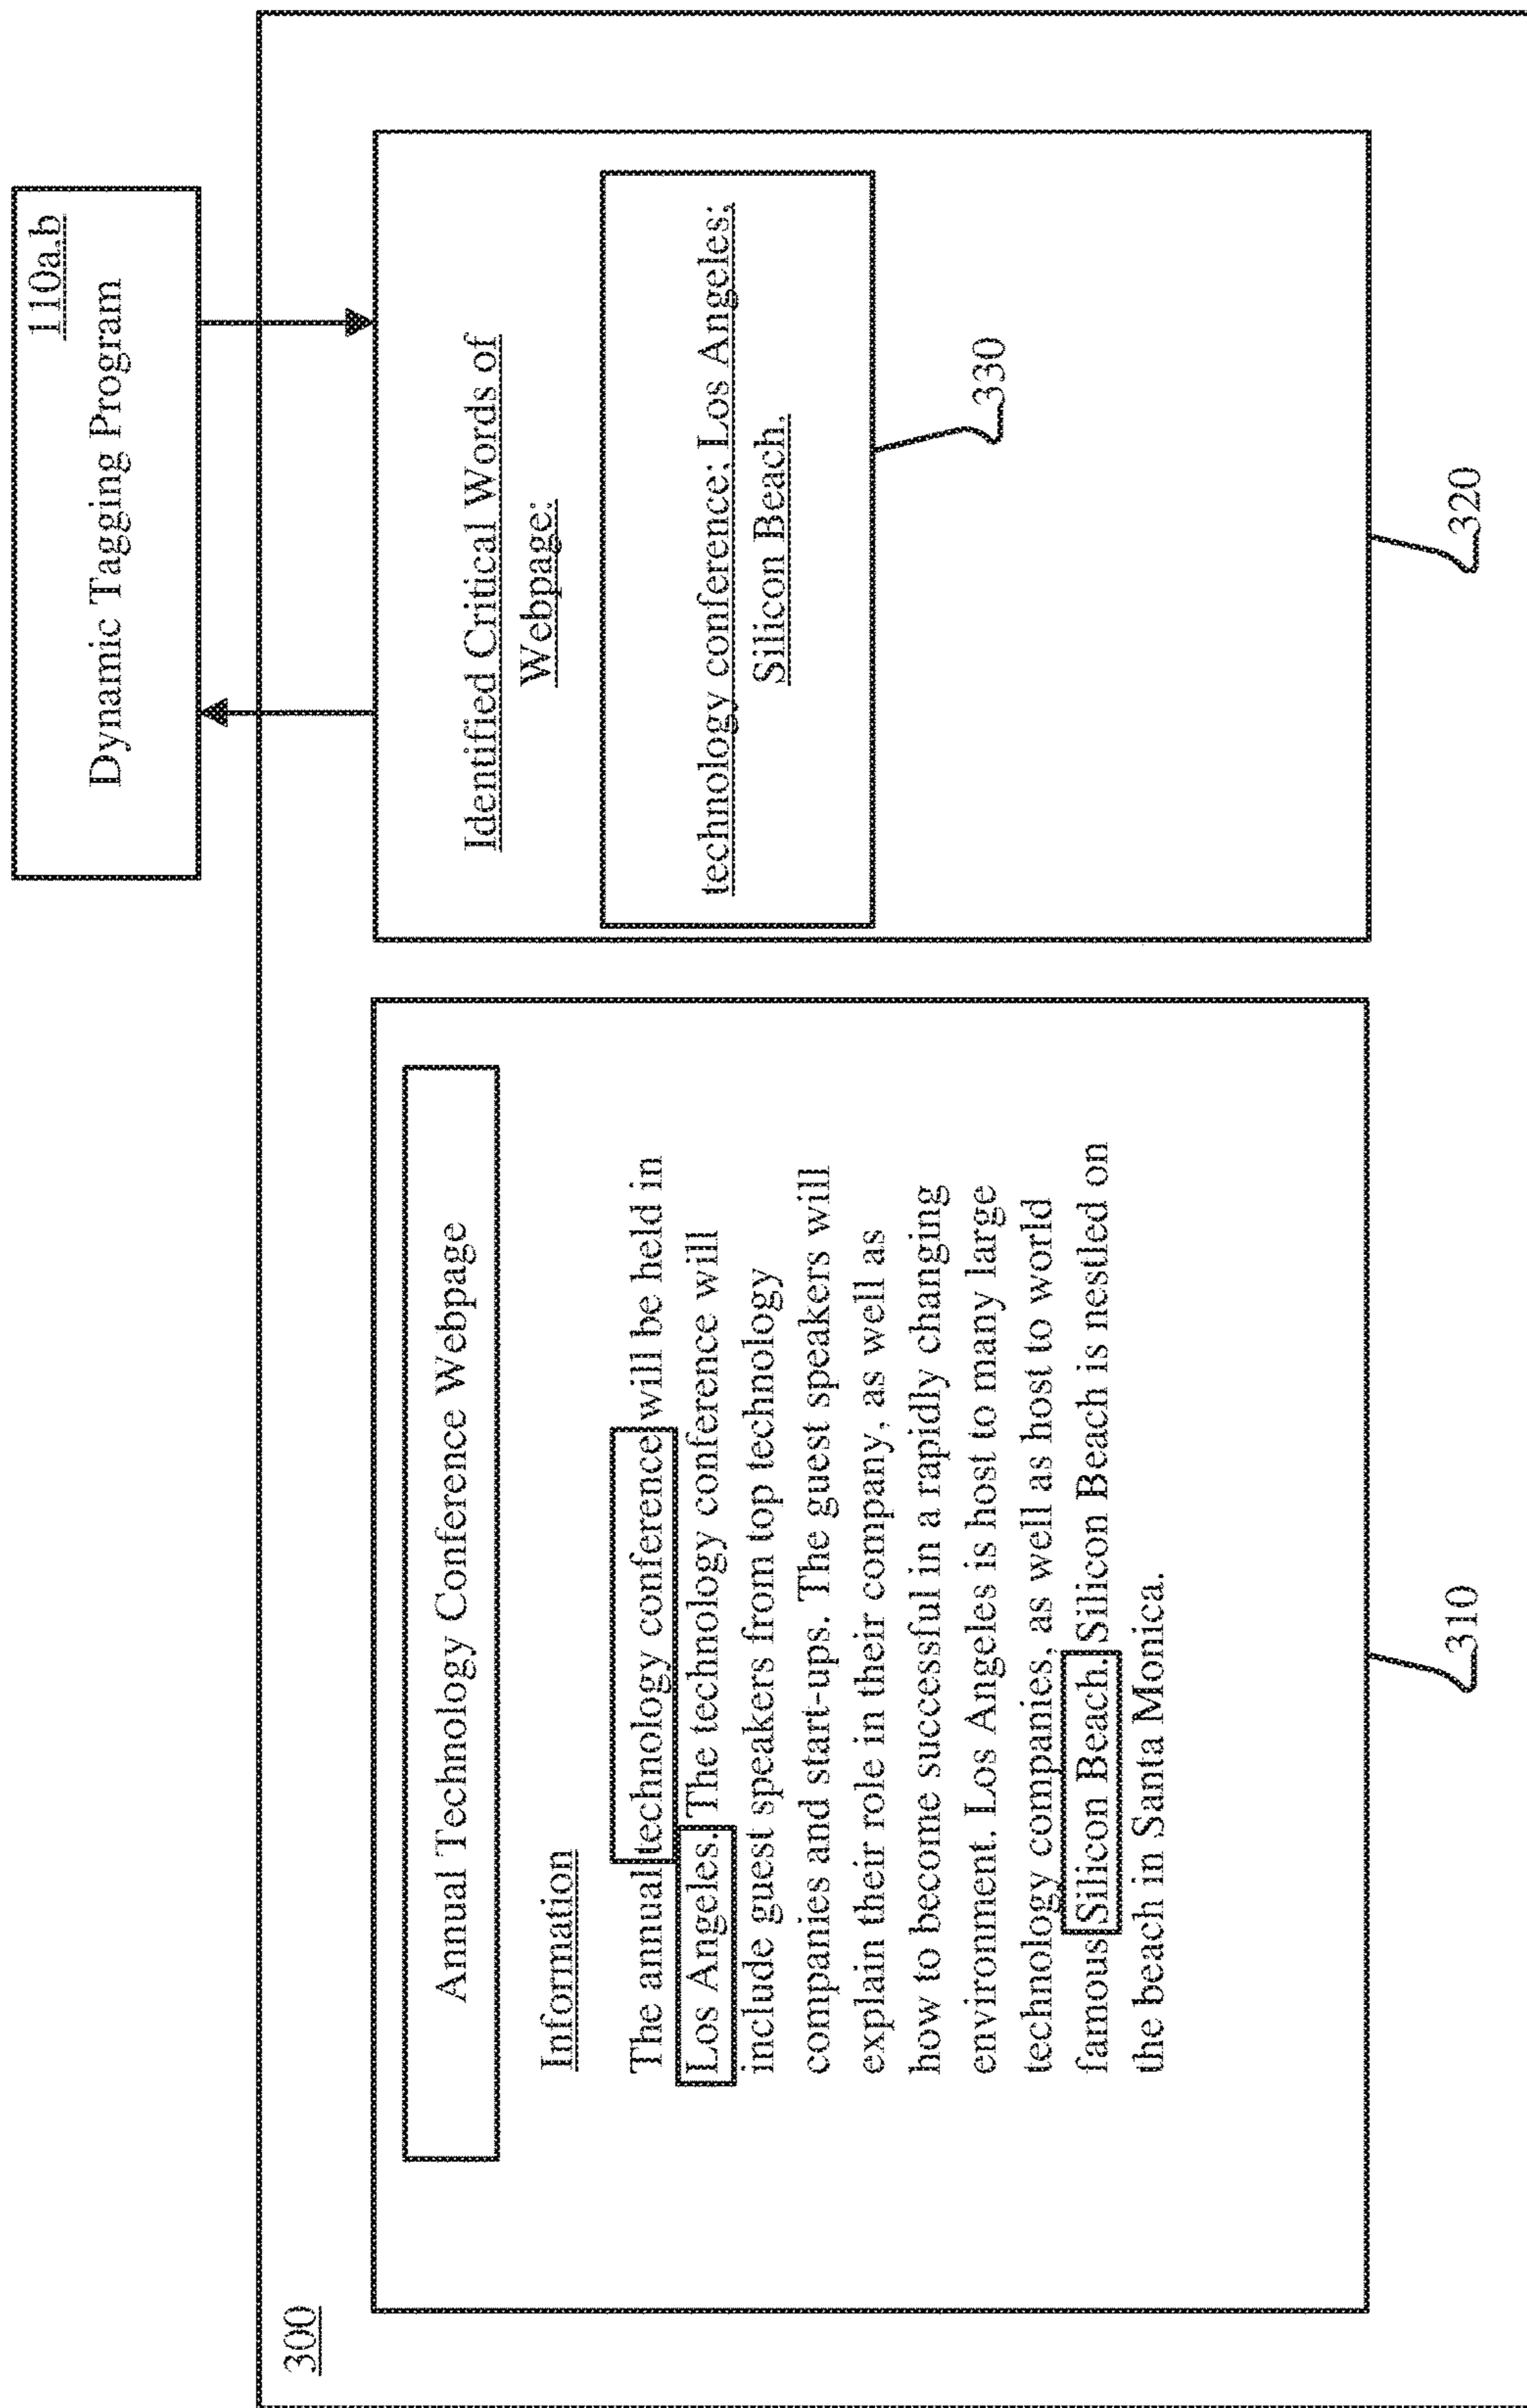 110a,b
Dynamic Tagging Program
300
Annual Technology Conference Webpage
Information
The annual technology conference will be held in
Los Angeles. The technology conference will
include guest speakers from top technology
companies and start-ups. The guest speakers will
explain their role in their company, as well as
how to become successful in a rapidly changing
environment. Los Angeles is host to many large
technology companies, as well as host to world
famous Silicon Beach. Silicon Beach is nestled on
the beach in Santa Monica.
310
Identified Critical Words of
Webpage:
technology conference; Los Angeles;
Silicon Beach.
330
320